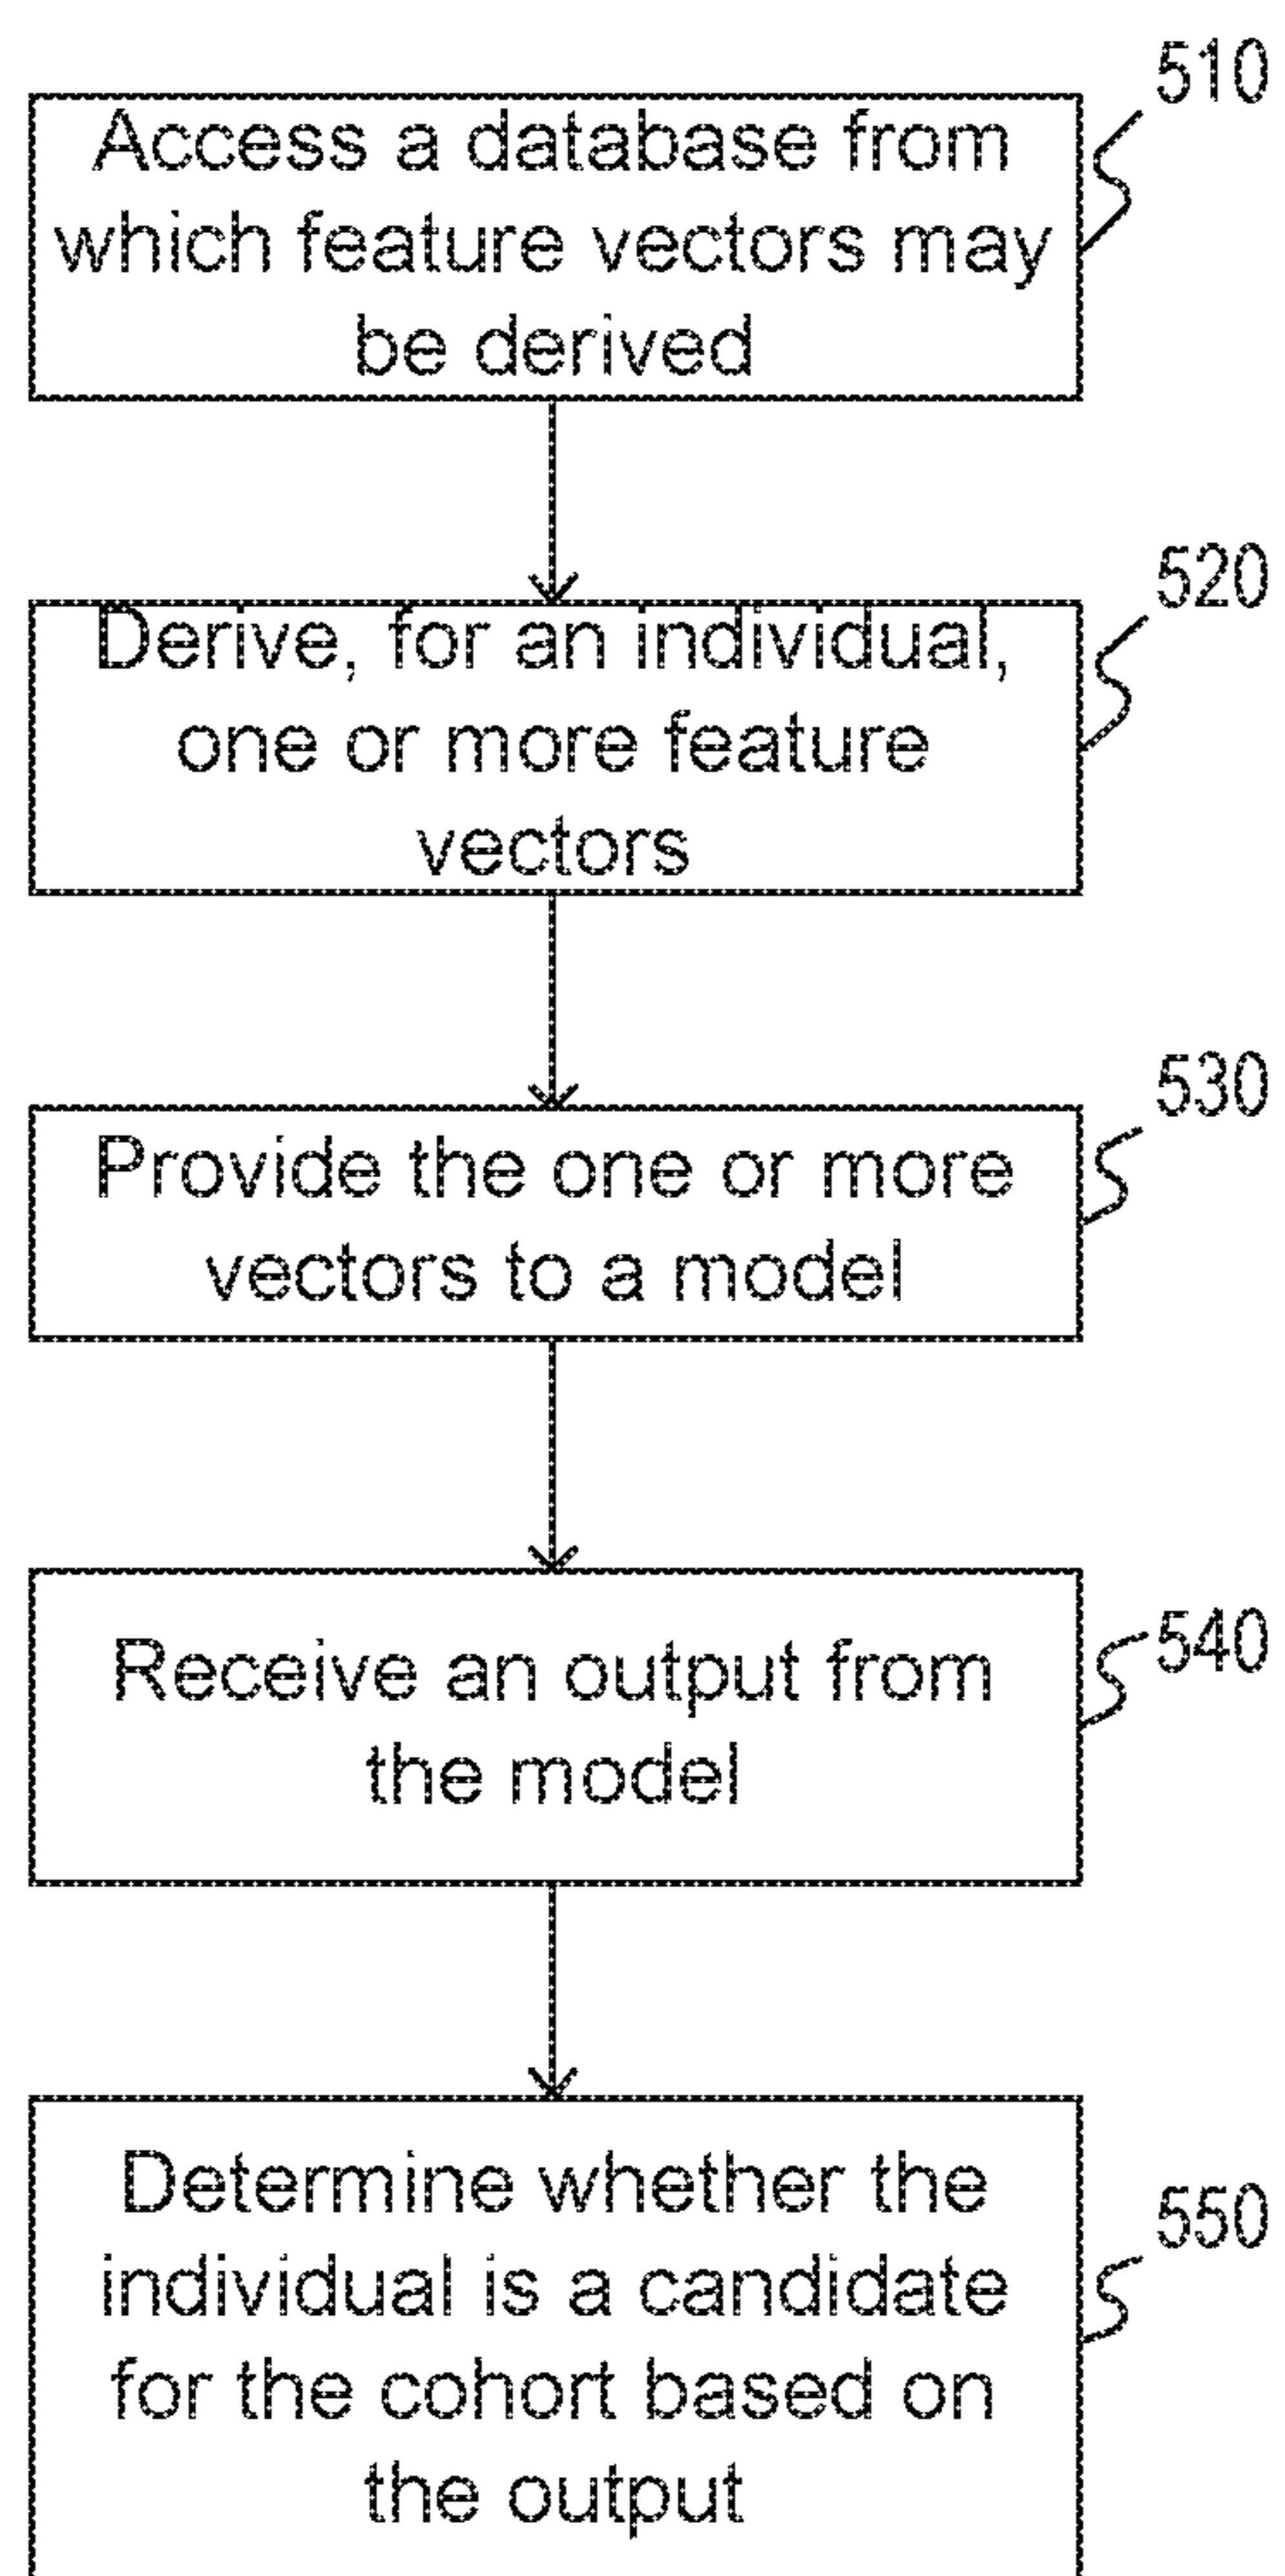 510
Access a database from
which feature vectors may
be derived
520
Derive, for an individual,
one or more feature
vectors
530
Provide the one or more
vectors to a model
540
Receive an output from
the model
550
Determine whether the
individual is a candidate
for the cohort based on
the output